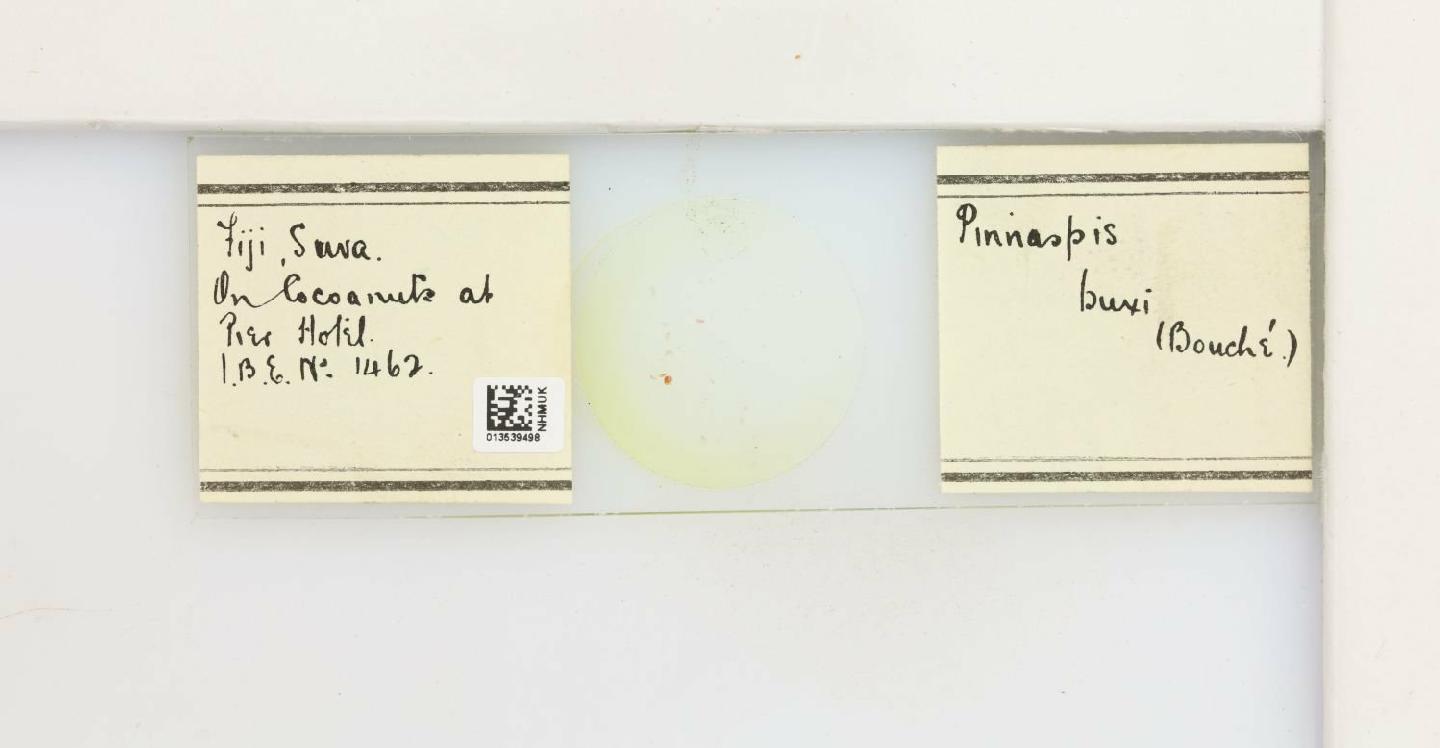 Fiji, Suva.
On Cocoanuts at
Pier Hotel.
I.B.E. No. 1462.
NHMUK
013539498
Pinnaspis
buxi
(Bouché.)